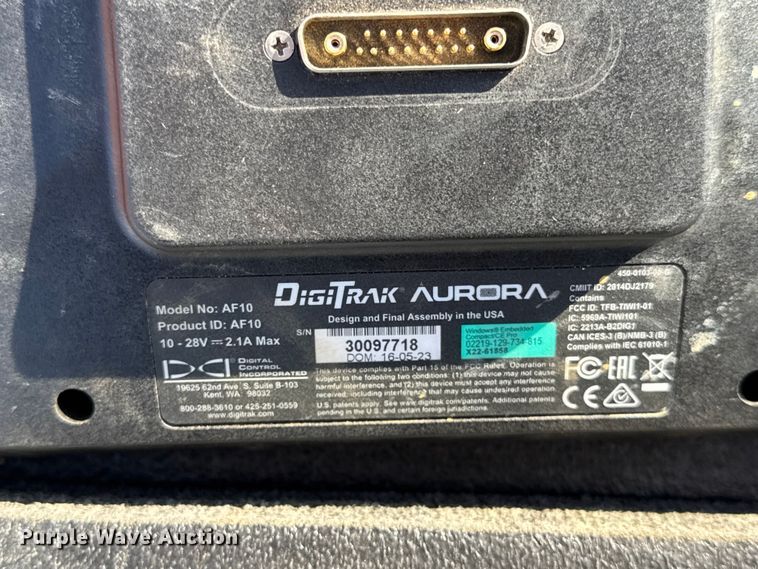 450-0107-00-G
DIGITRAK AURORA
CMIIT ID: 2014DJ2179
Contains
FCC ID: TFB-TIWI1-01
IC: 5969A-TIWI101
IC: 2213A-B2DIG1
CAN ICES-3 (B)/NMB-3 (B)
Complies with IEC 61010-1
Model No: AF10
Product ID: AF10
10 - 28V 2.1A Max
Design and Final Assembly in the USA
S/N
30097718
DOM: 16-05-23
Windows® Embedded
Compact/CE Pro
02219-129-734-815
X22-61858
DCI DIGITAL
CONTROL
INCORPORATED
19625 62nd Ave. S. Suite B-103
Kent, WA 98032
800-288-3610 or 425-251-0559
www.digitrak.com
This device complies with Part 15 of the FCC Rules. Operation is
subject to the following two conditions: (1) this device may not cause
harmful interference, and (2) this device must accept any interference
received, including interference that may cause undesired operation.
U.S. patents apply. See www.digitrak.com/patents. Additional patents
pending in the U.S. and certain foreign jurisdictions.
FC EAC
CE
Purple Wave Auction